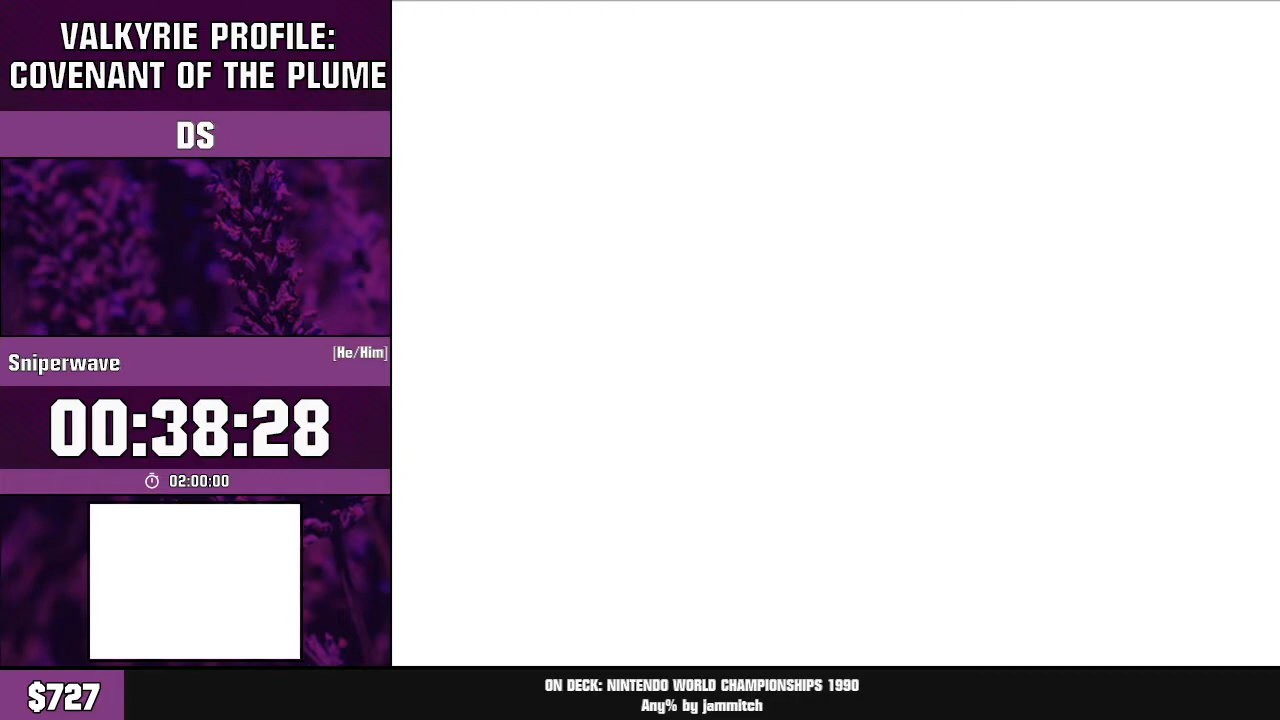 VALKYRIE PROFILE:
COVENANT OF THE PLUME
DS
Sniperwave
[He/Him]
00:38:28
02:00:00
$727
ON DECK: NINTENDO WORLD CHAMPIONSHIPS 1990
Any% by jammitch